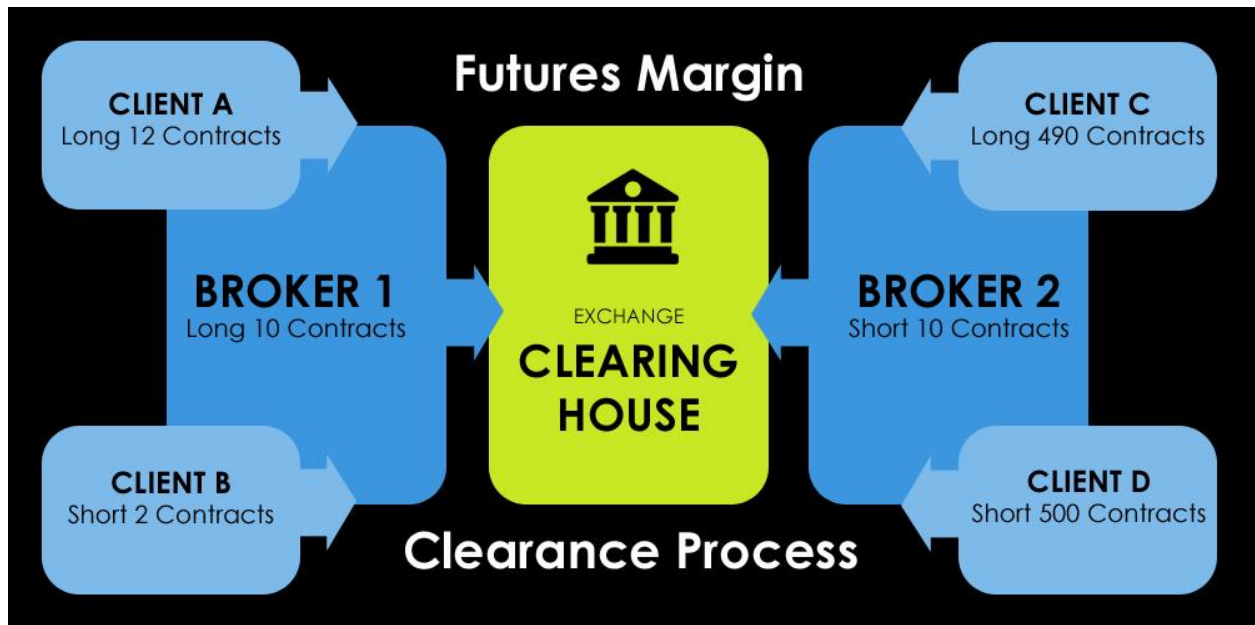 Futures Margin
CLIENT A
Long 12 Contracts
CLIENT C
Long 490 Contracts
BROKER 1
Long 10 Contracts
EXCHANGE
CLEARING
HOUSE
BROKER 2
Short 10 Contracts
CLIENT B
Short 2 Contracts
CLIENT D
Short 500 Contracts
Clearance Process